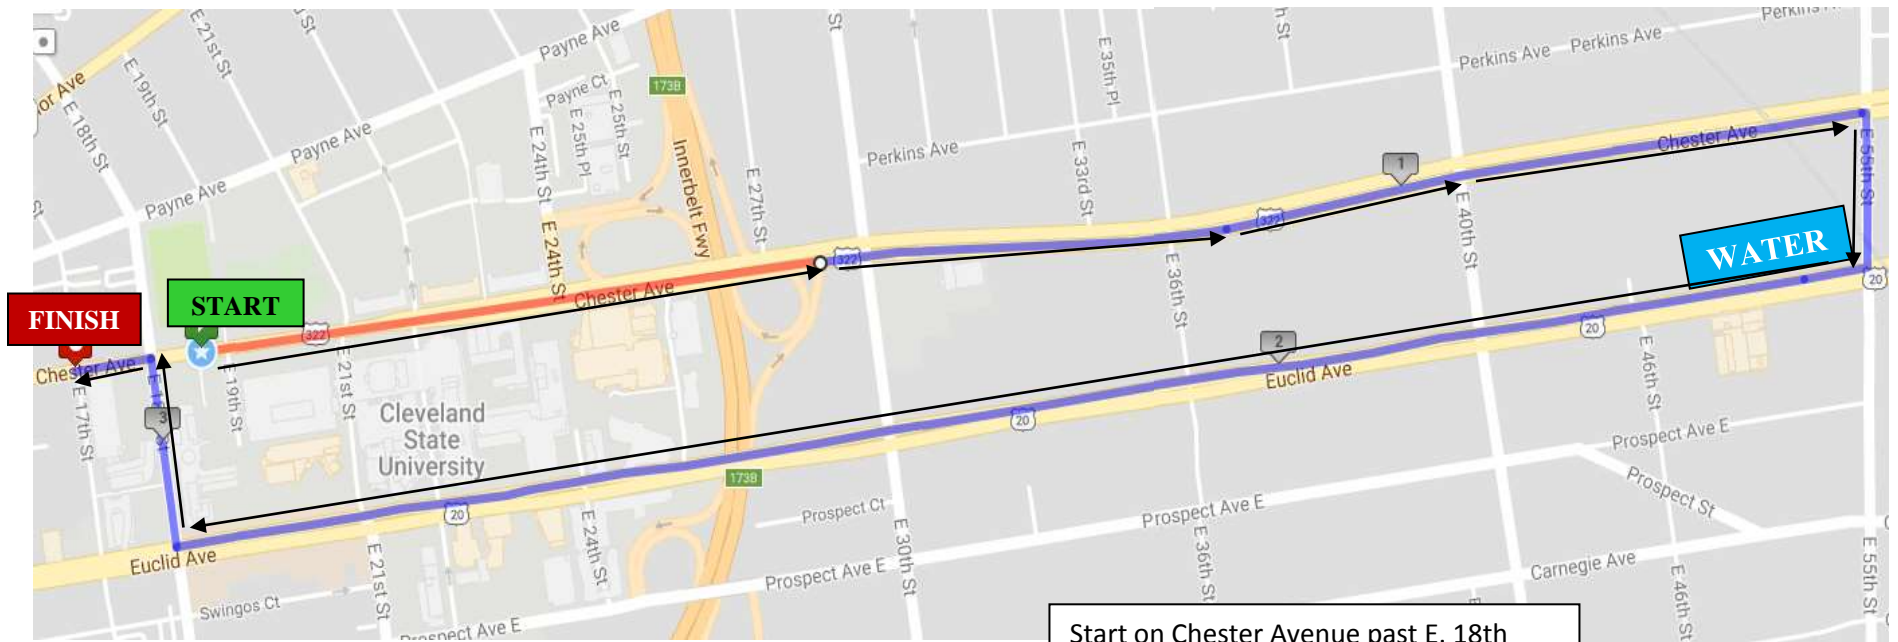 E 18th St
E 19th St
E 21st St
Payne Ave
Payne Ave
Payne Ave
Payne Ct
E 25th Pl
E 25th St
E 24th St
E 24th St
173B
Innerbelt Fwy
E 27th St
St
Perkins Ave
E 33rd St
E 35th Pl
Perkins Ave
Perkins Ave
Chester Ave
E 55th St
1
322
E 40th St
WATER
20
START
FINISH
322
Chester Ave
322
E 36th St
2
20
Euclid Ave
20
E 46th St
Chester Ave
E 17th St
3
E 19th St
E 21st St
Cleveland
State
University
173B
20
Euclid Ave
E 21st St
E 24th St
Swingos Ct
Prospect Ave E
Prospect Ave E
Prospect Ct
E 30th St
Prospect Ave E
E 36th St
Prospect Ave E
Prospect St
Carnegie Ave
E 46th St
E 55th St
Start on Chester Avenue past E. 18th